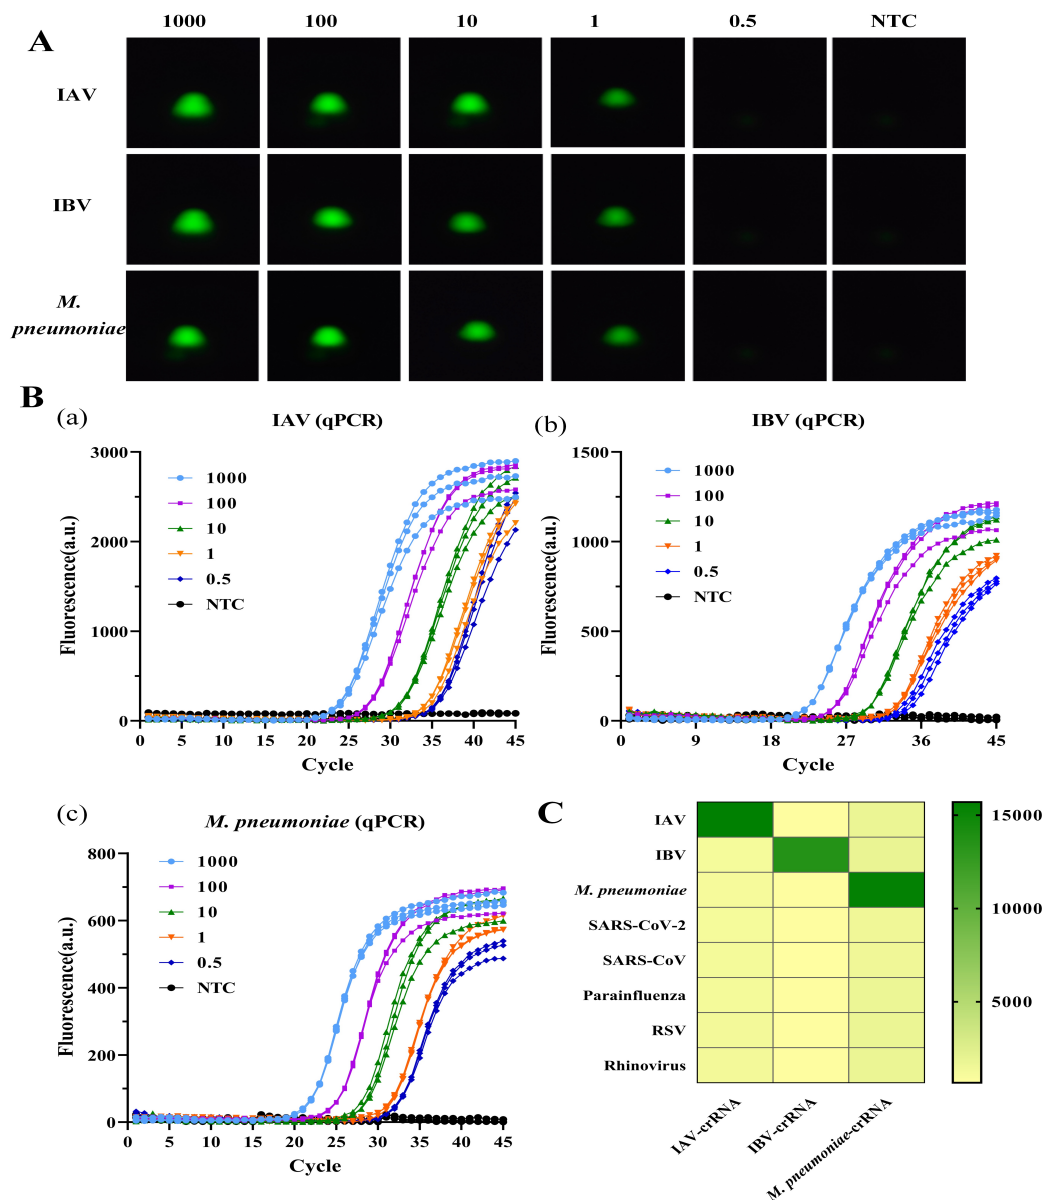 1000 100 10 1 0.5 NTC
A
IAV
IBV
M.
pneumoniae
B
(a) IAV (qPCR)
Fluorescence(a.u.)
3000
2000
1000
0
1000
100
10
1
0.5
NTC
0 5 10 15 20 25 30 35 40 45
Cycle
(b) IBV (qPCR)
Fluorescence(a.u.)
1500
1000
500
0
1000
100
10
1
0.5
NTC
0 9 18 27 36 45
Cycle
(c) M. pneumoniae (qPCR)
Fluorescence(a.u.)
800
600
400
200
0
1000
100
10
1
0.5
NTC
0 5 10 15 20 25 30 35 40 45
Cycle
C
IAV
IBV
M. pneumoniae
SARS-CoV-2
SARS-CoV
Parainfluenza
RSV
Rhinovirus
IAV-crRNA
IBV-crRNA
M. pneumoniae-crRNA
15000
10000
5000